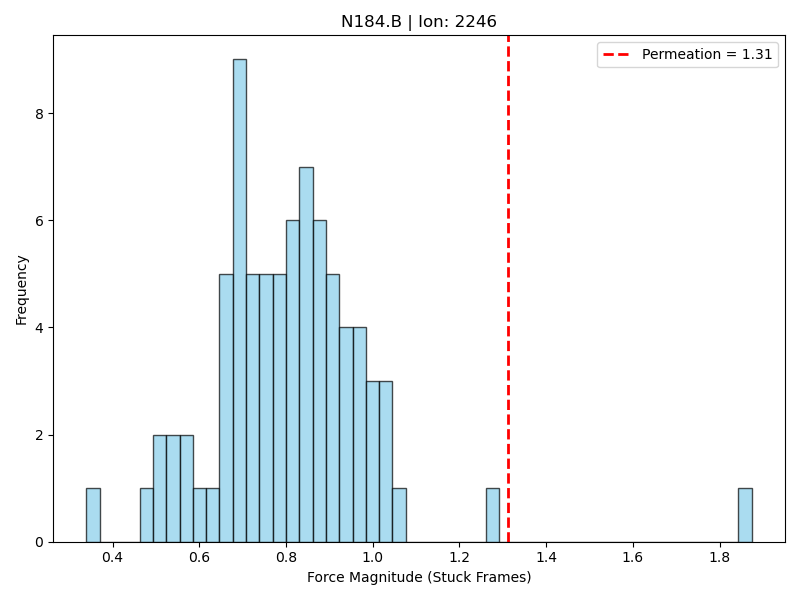 N184.B | Ion: 2246
Permeation = 1.31
Frequency
8
6
4
2
0
0.4 0.6 0.8 1.0 1.2 1.4 1.6 1.8
Force Magnitude (Stuck Frames)